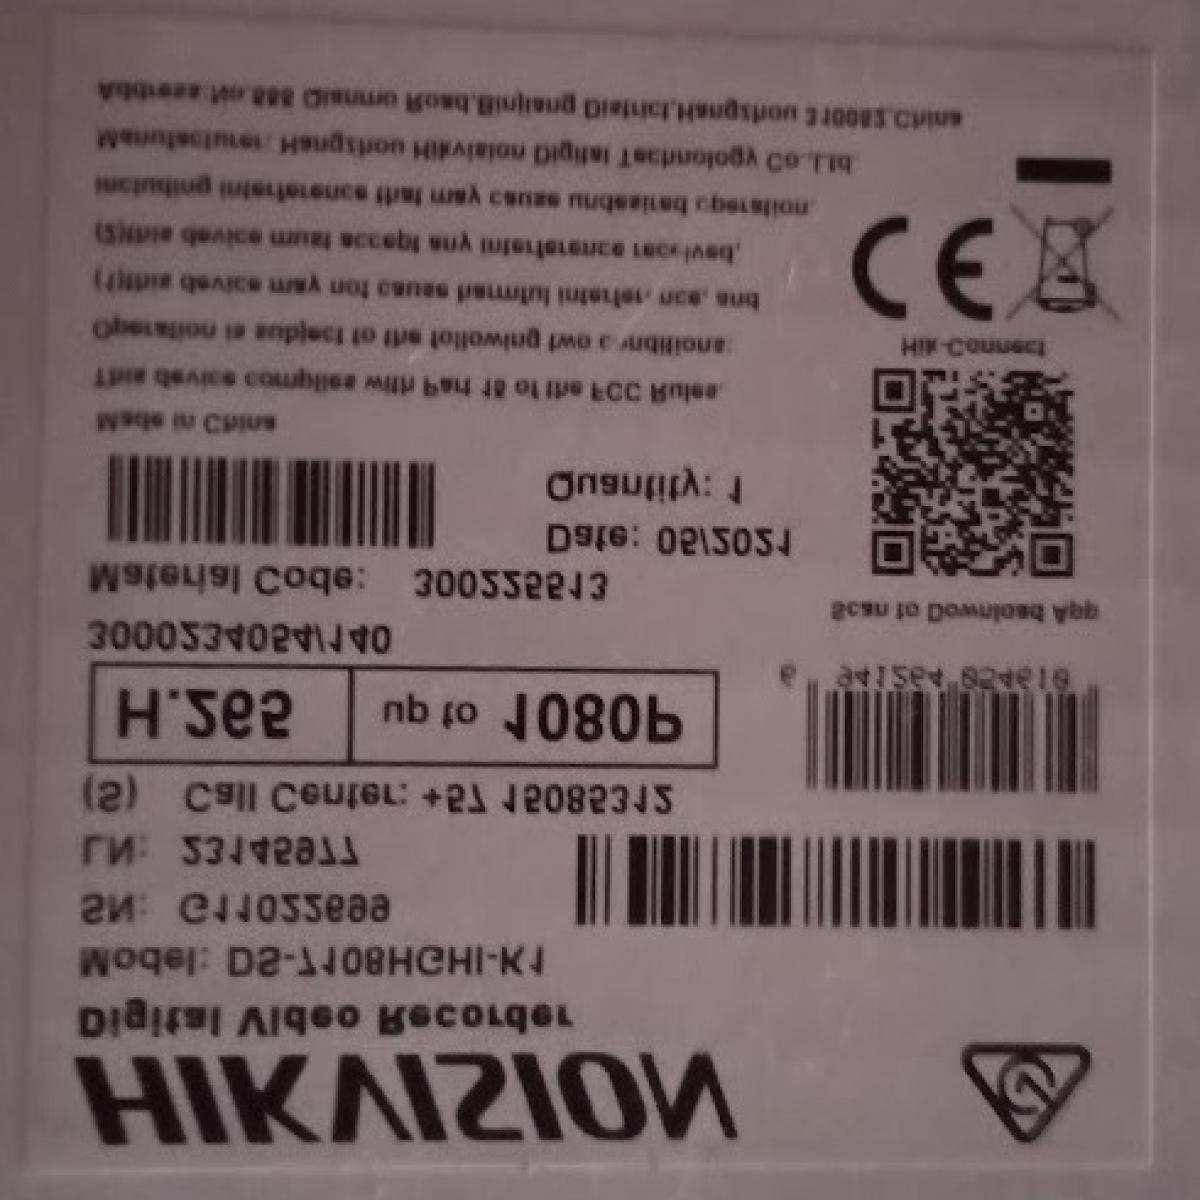 HIKVISION
Digital Video Recorder
Model: DS-7108HGHI-K1
SN: G11022699
LN: 23145977
(S) Call Center: +57 15085312
H.265 up to 1080P
6 941264 054610
3000234054/140
Material Code: 300225513
Date: 05/2021
Quantity: 1
Scan to Download App
Hik-Connect
Made in China
This device complies with Part 15 of the FCC Rules.
Operation is subject to the following two conditions:
(1)this device may not cause harmful interference, and
(2)this device must accept any interference received,
including interference that may cause undesired operation.
CE
Manufacturer: Hangzhou Hikvision Digital Technology Co.,Ltd.
Address:No.555 Qianmo Road,Binjiang District,Hangzhou 310052,China